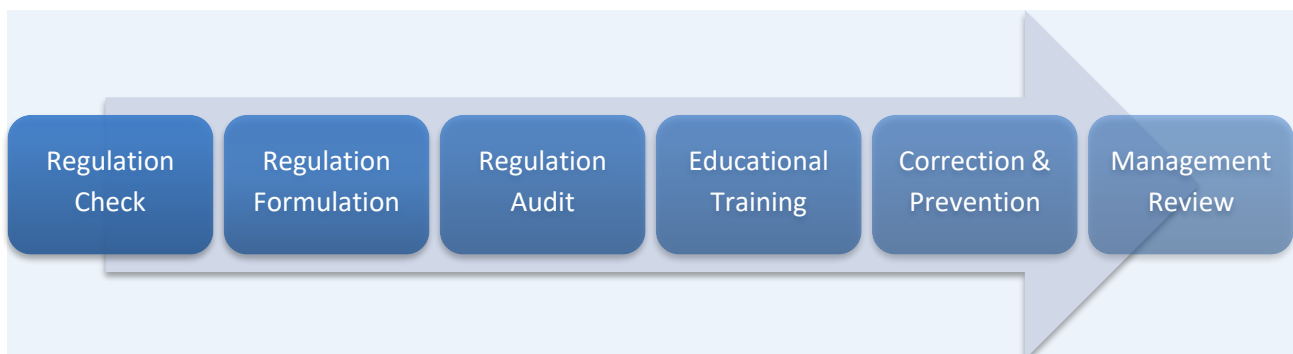 Regulation
Check
Regulation
Formulation
Regulation
Audit
Educational
Training
Correction &
Prevention
Management
Review